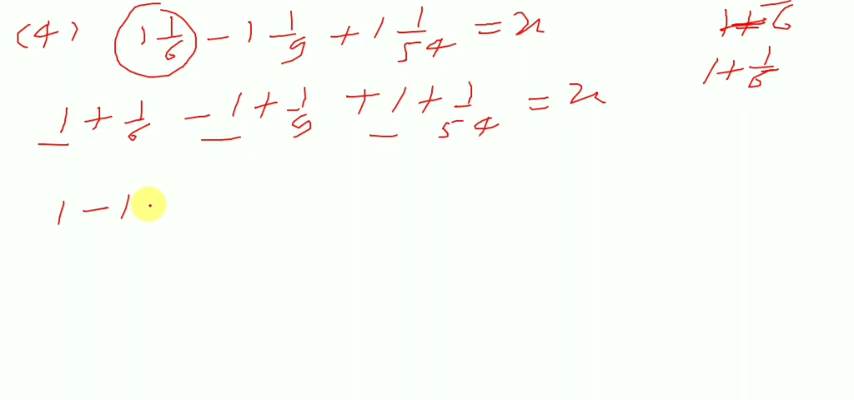 (4) 1 1/6 - 1 1/9 + 1 1/54 = x
1 + 1/6 - 1 + 1/9 + 1 + 1/54 = x
1 - 1
1+6
1 + 1/6